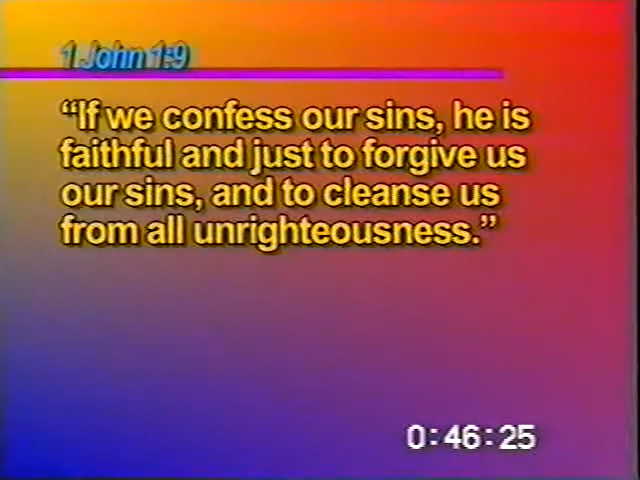 1 John 1:9
“If we confess our sins, he is
faithful and just to forgive us
our sins, and to cleanse us
from all unrighteousness.”
0:46:25